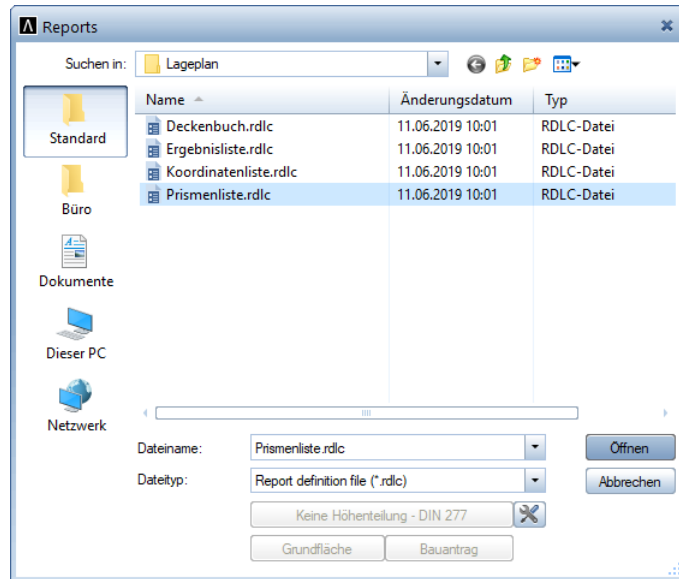 Reports
Suchen in: Lageplan
Name Änderungsdatum Typ
Deckenbuch.rdlc 11.06.2019 10:01 RDLC-Datei
Ergebnisliste.rdlc 11.06.2019 10:01 RDLC-Datei
Koordinatenliste.rdlc 11.06.2019 10:01 RDLC-Datei
Prismenliste.rdlc 11.06.2019 10:01 RDLC-Datei
Standard
Büro
Dokumente
Dieser PC
Netzwerk
Dateiname: Prismenliste.rdlc Öffnen
Dateityp: Report definition file (*.rdlc) Abbrechen
Keine Höhenteilung - DIN 277
Grundfläche Bauantrag